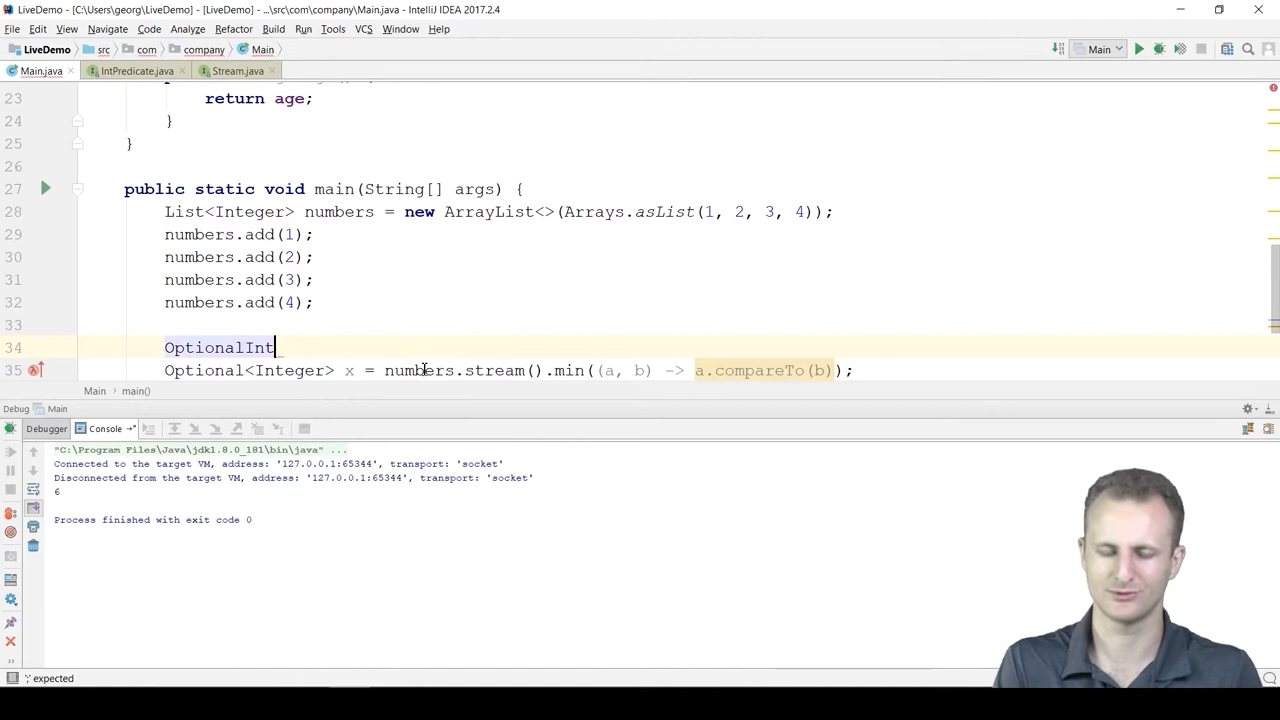 LiveDemo - [C:\Users\georg\LiveDemo] - [LiveDemo] - ...\src\com\company\Main.java - IntelliJ IDEA 2017.2.4
File Edit View Navigate Code Analyze Refactor Build Run Tools VCS Window Help
LiveDemo src com company Main Main
Main.java IntPredicate.java Stream.java
23 return age;
24 }
25 }
26
27 public static void main(String[] args) {
28 List<Integer> numbers = new ArrayList<>(Arrays.asList(1, 2, 3, 4));
29 numbers.add(1);
30 numbers.add(2);
31 numbers.add(3);
32 numbers.add(4);
33
34 OptionalInt
35 Optional<Integer> x = numbers.stream().min((a, b) -> a.compareTo(b));
Main main()
Debug Main
Debugger Console
"C:\Program Files\Java\jdk1.8.0_181\bin\java" ...
Connected to the target VM, address: '127.0.0.1:65344', transport: 'socket'
Disconnected from the target VM, address: '127.0.0.1:65344', transport: 'socket'
6
Process finished with exit code 0
';' expected